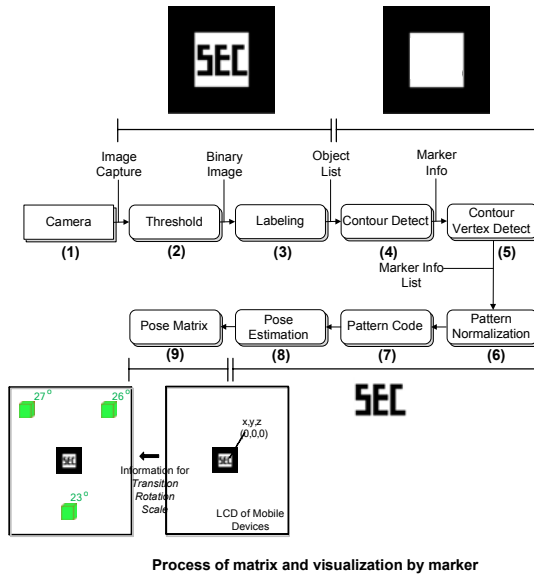 SEC
Image
Capture
Binary
Image
Object
List
Marker
Info
Camera
Threshold
Labeling
Contour Detect
Contour
Vertex Detect
(1)
(2)
(3)
(4)
(5)
Marker Info
List
Pose Matrix
Pose
Estimation
Pattern Code
Pattern
Normalization
(9)
(8)
(7)
(6)
27°
26°
SEC
23°
Information for
Transition
Rotation
Scale
x,y,z
(0,0,0)
SEC
LCD of Mobile
Devices
SEC
Process of matrix and visualization by marker